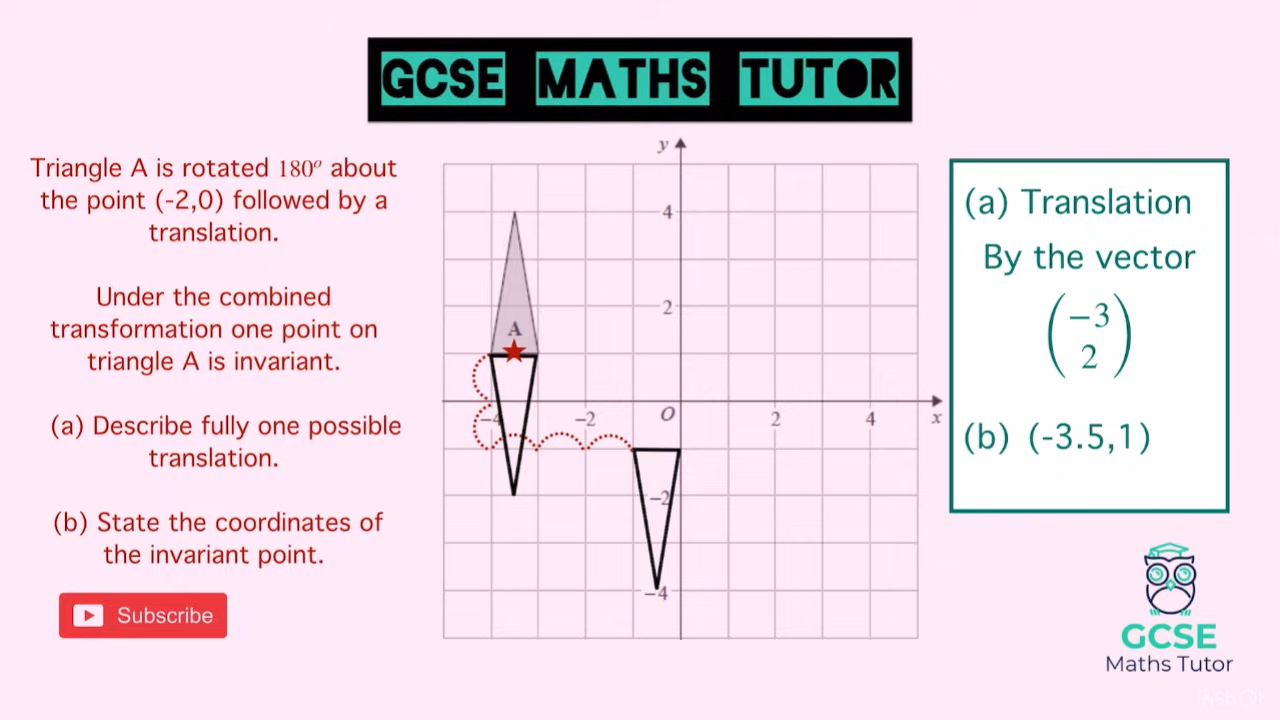 GCSE MATHS TUTOR
Triangle A is rotated 180° about
the point (-2,0) followed by a
translation.
Under the combined
transformation one point on
triangle A is invariant.
(a) Describe fully one possible
translation.
(b) State the coordinates of
the invariant point.
Subscribe
y
4
2
A
-4
-2
O
2
4
x
-2
-4
(a) Translation
By the vector
(-3
2)
(b) (-3.5,1)
GCSE
Maths Tutor